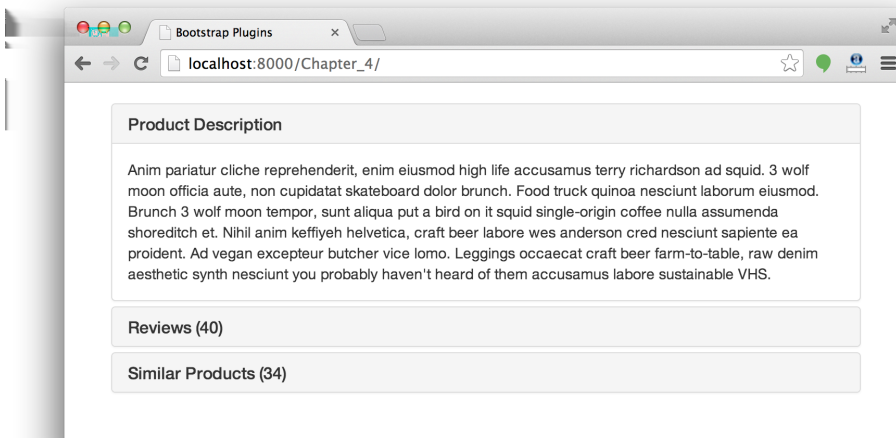 Bootstrap Plugins
localhost:8000/Chapter_4/
Product Description
Anim pariatur cliche reprehenderit, enim eiusmod high life accusamus terry richardson ad squid. 3 wolf
moon officia aute, non cupidatat skateboard dolor brunch. Food truck quinoa nesciunt laborum eiusmod.
Brunch 3 wolf moon tempor, sunt aliqua put a bird on it squid single-origin coffee nulla assumenda
shoreditch et. Nihil anim keffiyeh helvetica, craft beer labore wes anderson cred nesciunt sapiente ea
proident. Ad vegan excepteur butcher vice lomo. Leggings occaecat craft beer farm-to-table, raw denim
aesthetic synth nesciunt you probably haven't heard of them accusamus labore sustainable VHS.
Reviews (40)
Similar Products (34)